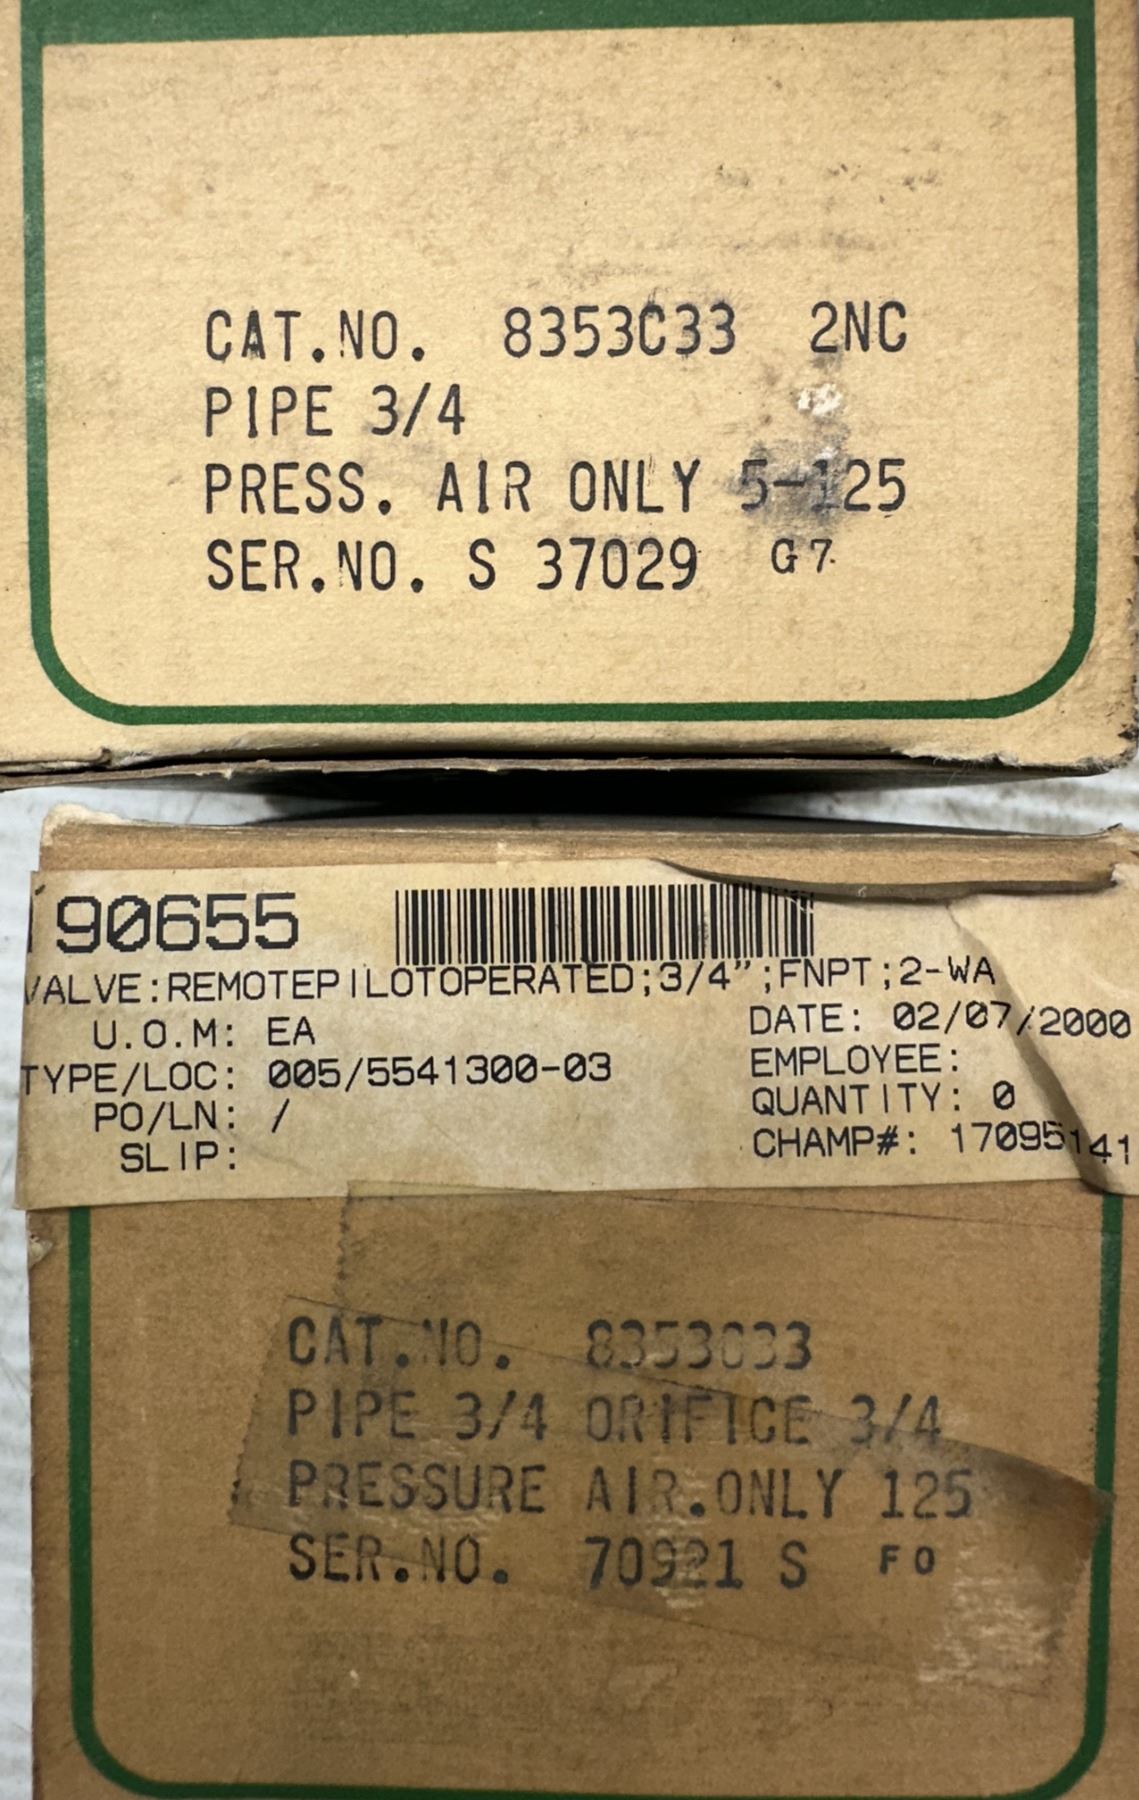 CAT.NO. 8353C33 2NC
PIPE 3/4
PRESS. AIR ONLY 5-125
SER.NO. S 37029 G7
90655
VALVE:REMOTEPILOTOPERATED;3/4";FNPT;2-WA
U.O.M: EA
DATE: 02/07/2000
TYPE/LOC: 005/5541300-03
EMPLOYEE:
PO/LN: /
QUANTITY: 0
SLIP:
CHAMP#: 17095141
CAT.NO. 8353C33
PIPE 3/4 ORIFICE 3/4
PRESSURE AIR.ONLY 125
SER.NO. 70921 S F0